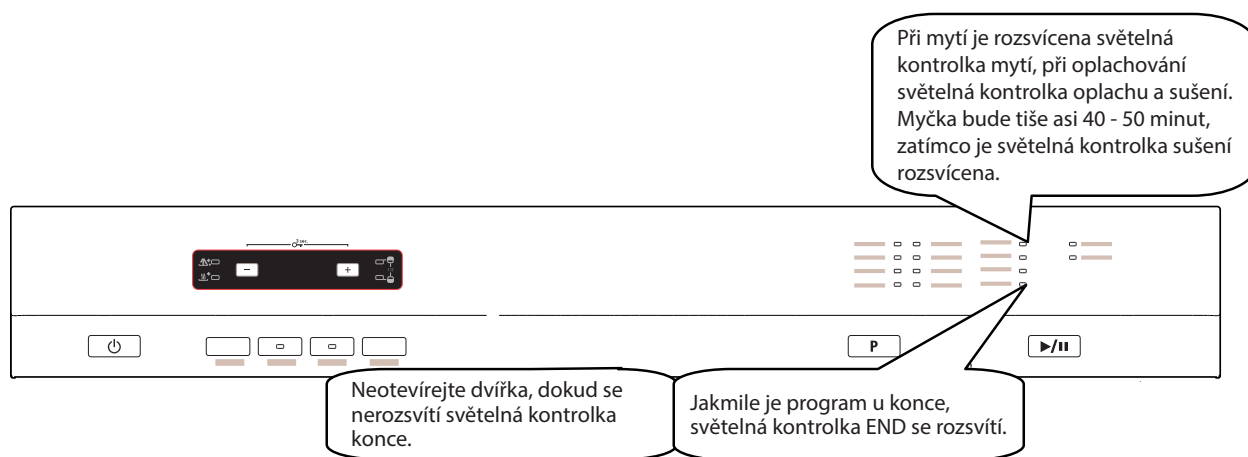 Při mytí je rozsvícena světelná
kontrolka mytí, při oplachování
světelná kontrolka oplachu a sušení.
Myčka bude tiše asi 40 - 50 minut,
zatímco je světelná kontrolka sušení
rozsvícena.
3 sec.
P
Neotevírejte dvířka, dokud se
nerozsvítí světelná kontrolka
konce.
Jakmile je program u konce,
světelná kontrolka END se rozsvítí.